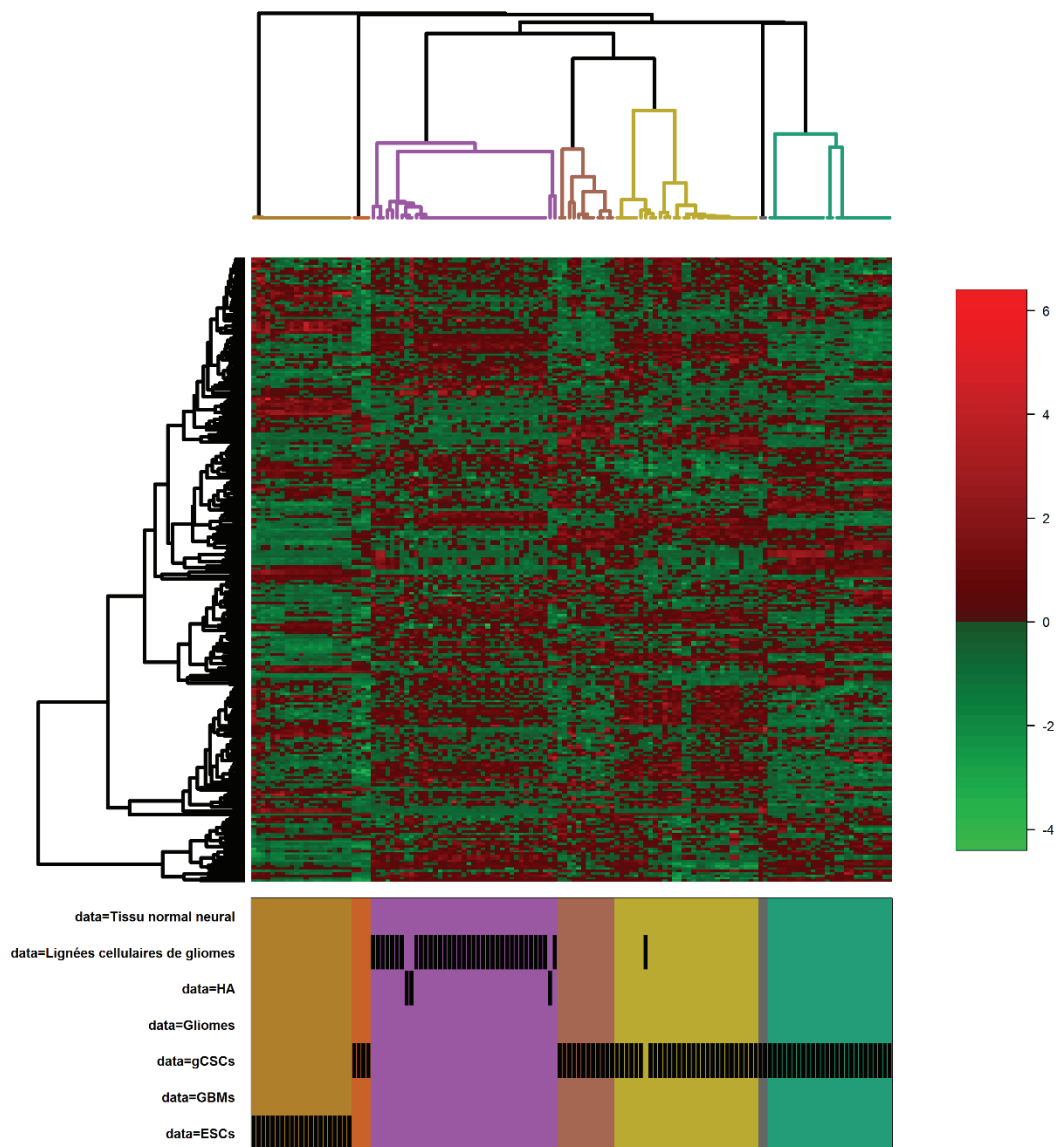 6
4
2
0
-2
-4
data=Tissu normal neural
data=Lignées cellulaires de gliomes
data=HA
data=Gliomes
data=gCSCs
data=GBMs
data=ESCs